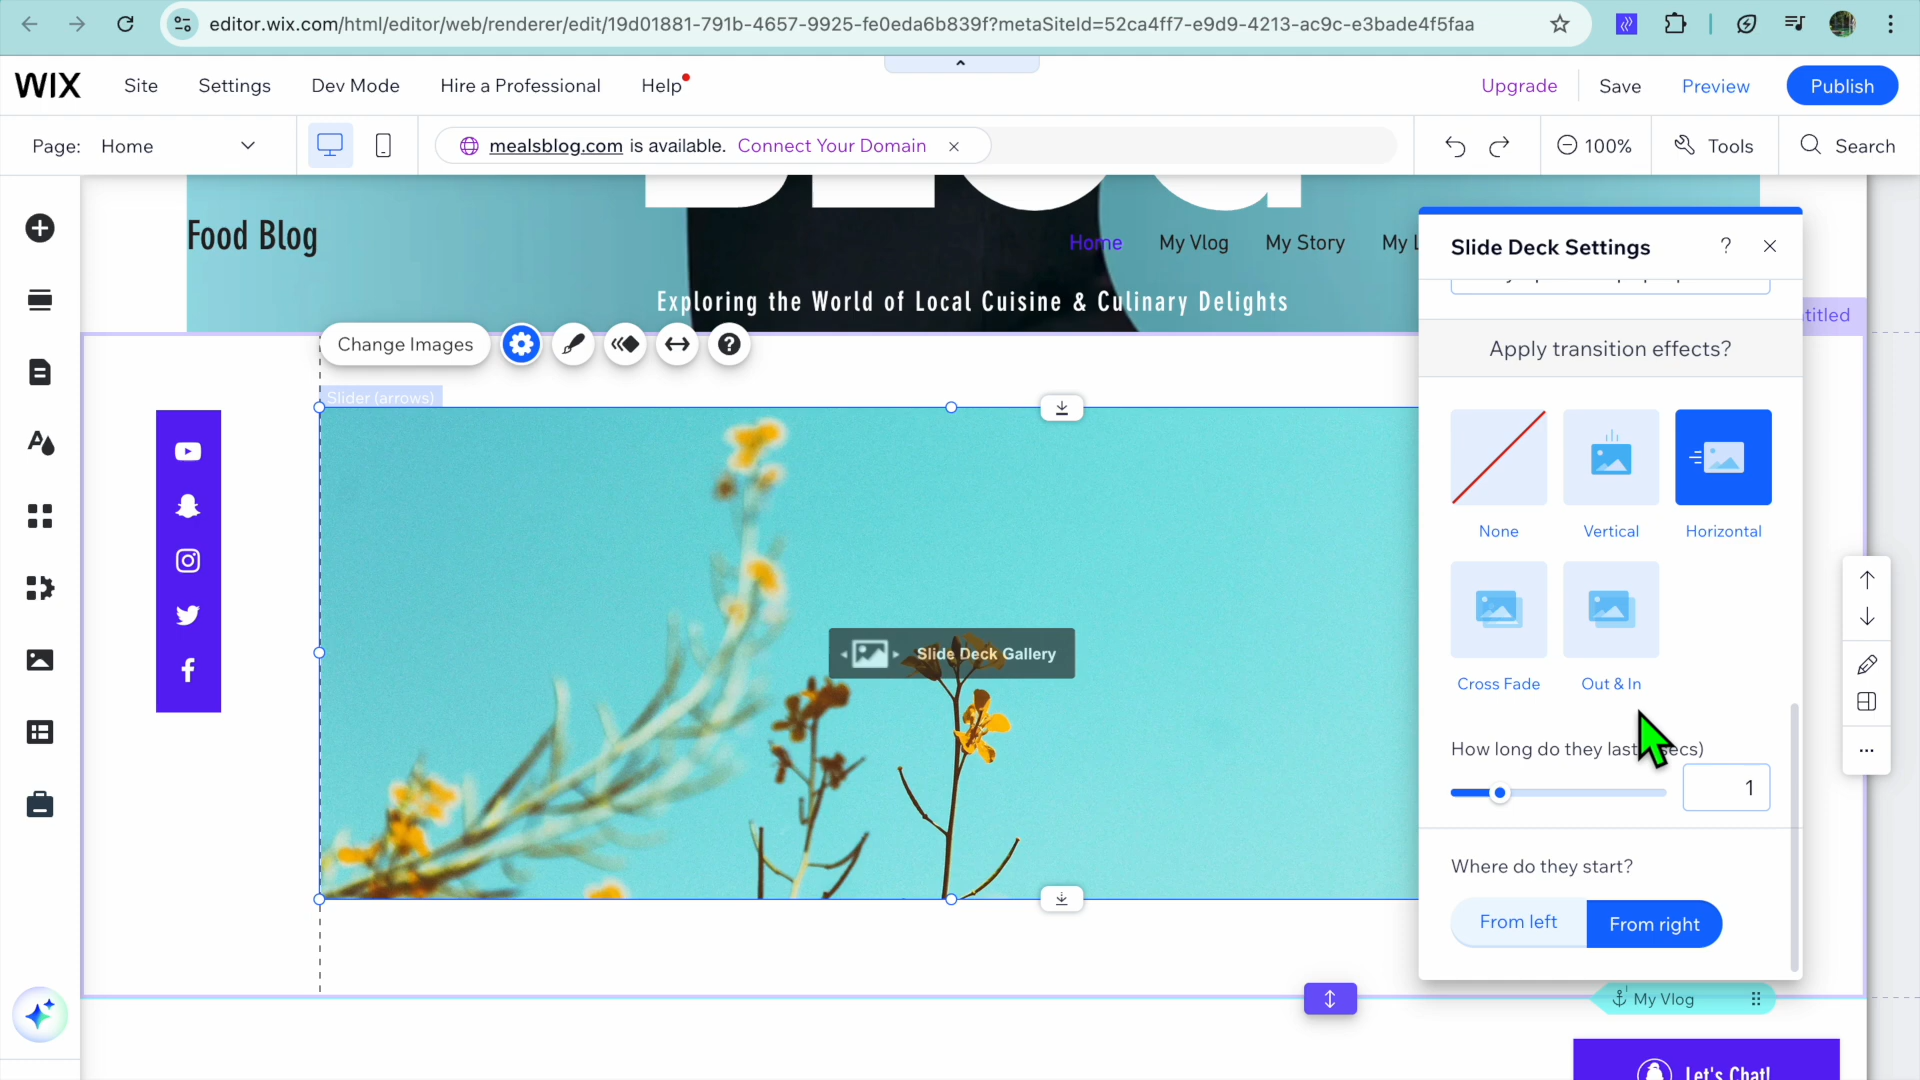 editor.wix.com/html/editor/web/renderer/edit/19d01881-791b-4657-9925-fe0eda6b839f?metaSiteId=52ca4ff7-e9d9-4213-ac9c-e3bade4f5faa
WIX Site Settings Dev Mode Hire a Professional Help Upgrade Save Preview Publish
Page: Home mealsblog.com is available. Connect Your Domain 100% Tools Search
Food Blog
Home My Vlog My Story
Slide Deck Settings ?
Exploring the World of Local Cuisine & Culinary Delights
Change Images
Apply transition effects?
Slider (arrows)
None Vertical Horizontal
Slide Deck Gallery
Cross Fade Out & In
How long do they last
1
Where do they start?
From left From right
My Vlog
Let's Chat!